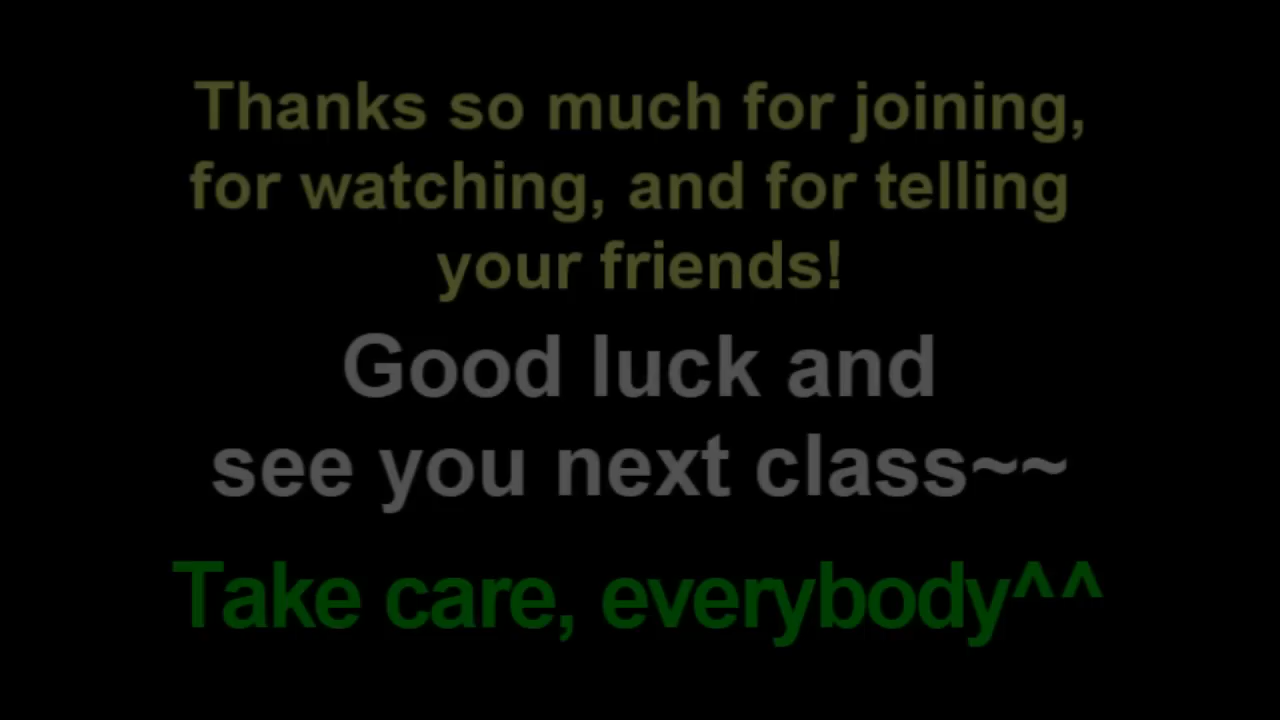 Thanks so much for joining,
for watching, and for telling
your friends!
Good luck and
see you next class~~
Take care, everybody^^